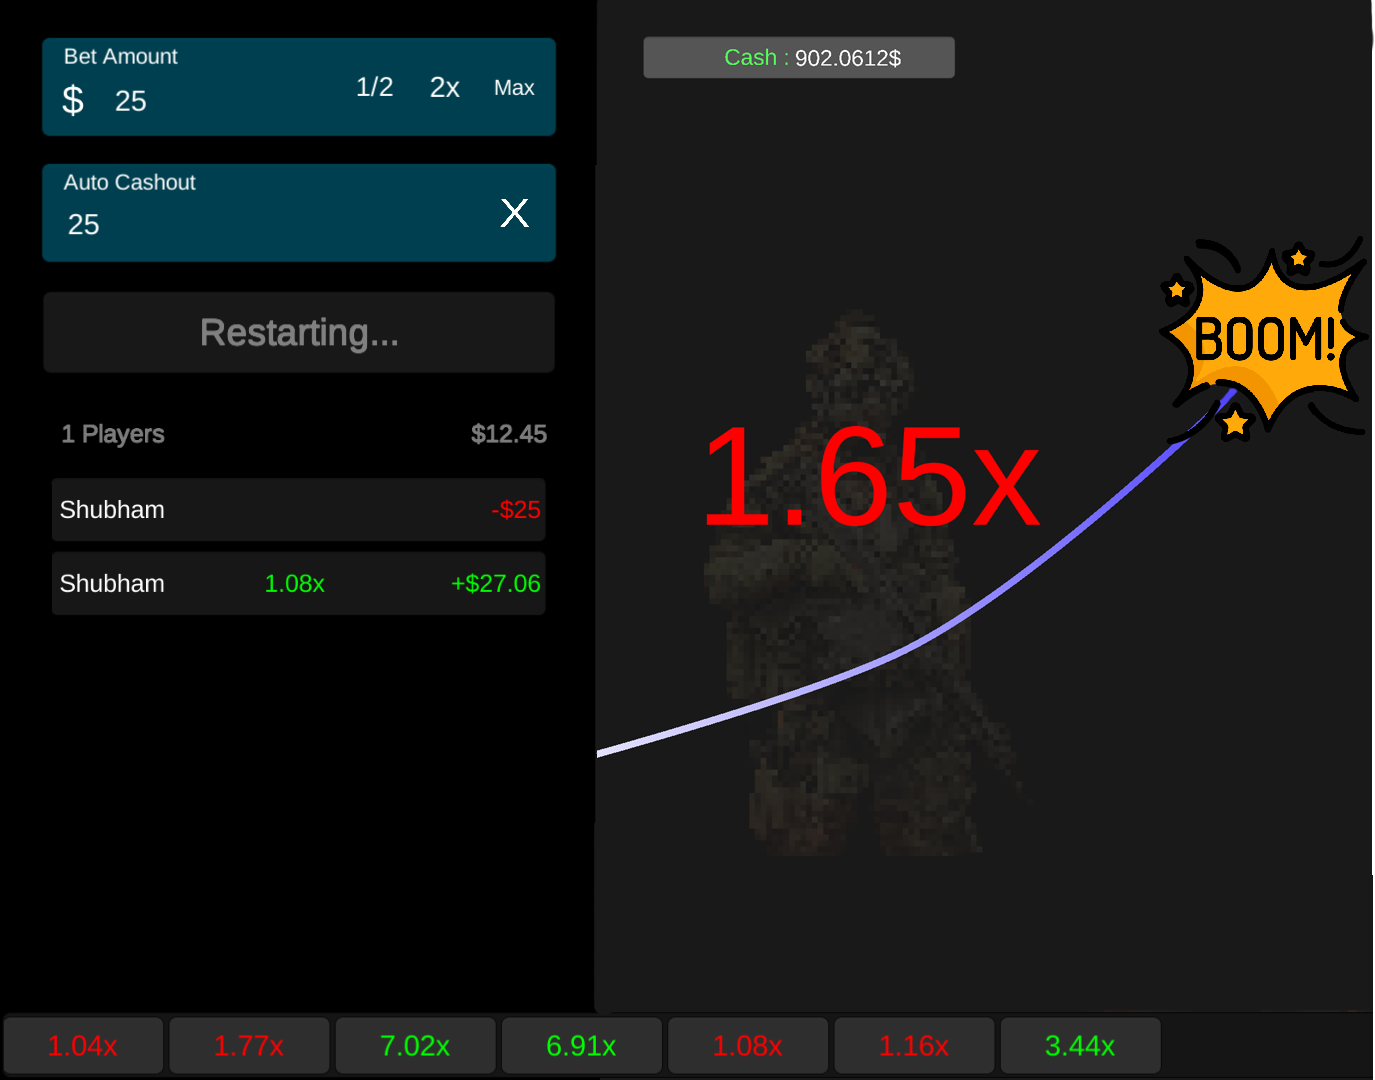 Bet Amount
$ 25 1/2 2x Max
Auto Cashout
25 X
Restarting...
1 Players $12.45
Shubham -$25
Shubham 1.08x +$27.06
Cash : 902.0612$
BOOM!
1.65x
1.04x 1.77x 7.02x 6.91x 1.08x 1.16x 3.44x